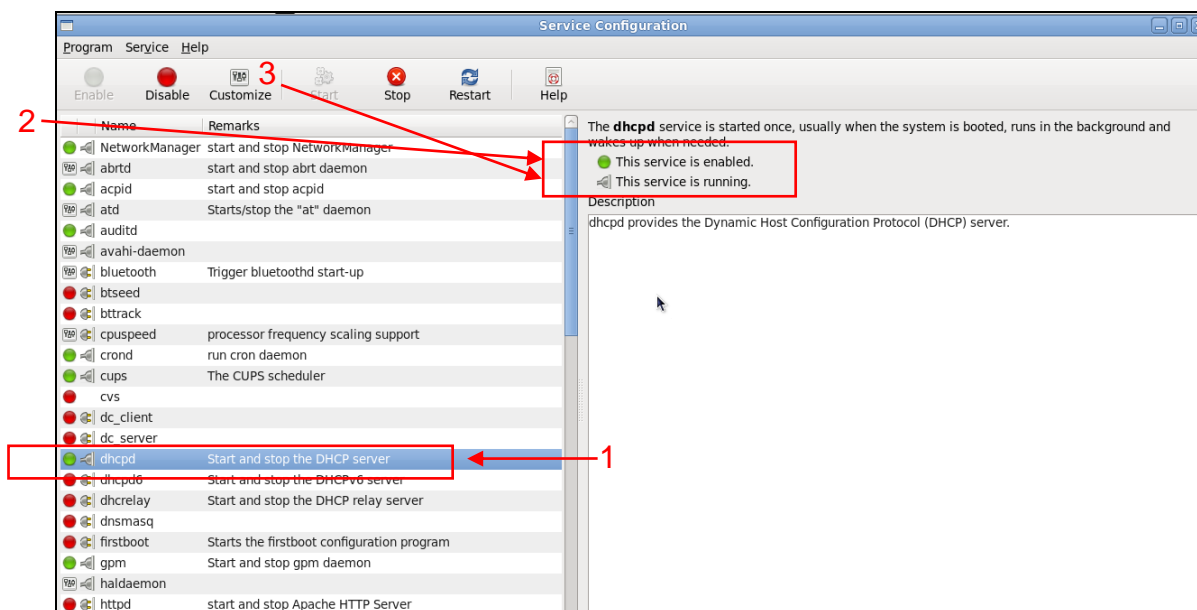 Service Configuration
Program Service Help
Enable Disable Customize Start Stop Restart Help
3
2
Name Remarks
NetworkManager start and stop NetworkManager
abrtd start and stop abrt daemon
acpid start and stop acpid
atd Starts/stop the "at" daemon
auditd
avahi-daemon
bluetooth Trigger bluetoothd start-up
btseed
bttrack
cpuspeed processor frequency scaling support
crond run cron daemon
cups The CUPS scheduler
cvs
dc_client
dc_server
dhcpd Start and stop the DHCP server
dhcpd6 Start and stop the DHCPv6 server
dhcrelay Start and stop the DHCP relay server
dnsmasq
firstboot Starts the firstboot configuration program
gpm Start and stop gpm daemon
haldaemon
httpd start and stop Apache HTTP Server
The dhcpd service is started once, usually when the system is booted, runs in the background and
wakes up when needed.
This service is enabled.
This service is running.
Description
dhcpd provides the Dynamic Host Configuration Protocol (DHCP) server.
1